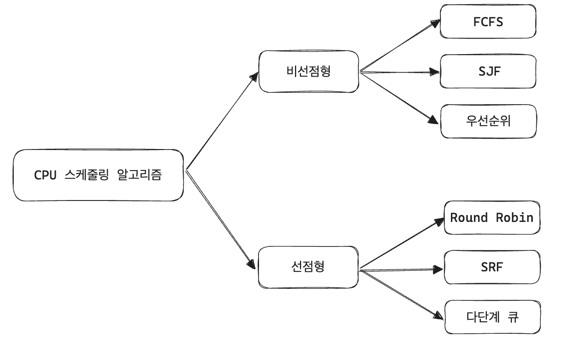 CPU 스케줄링 알고리즘
비선점형
FCFS
SJF
우선순위
선점형
Round Robin
SRF
다단계 큐